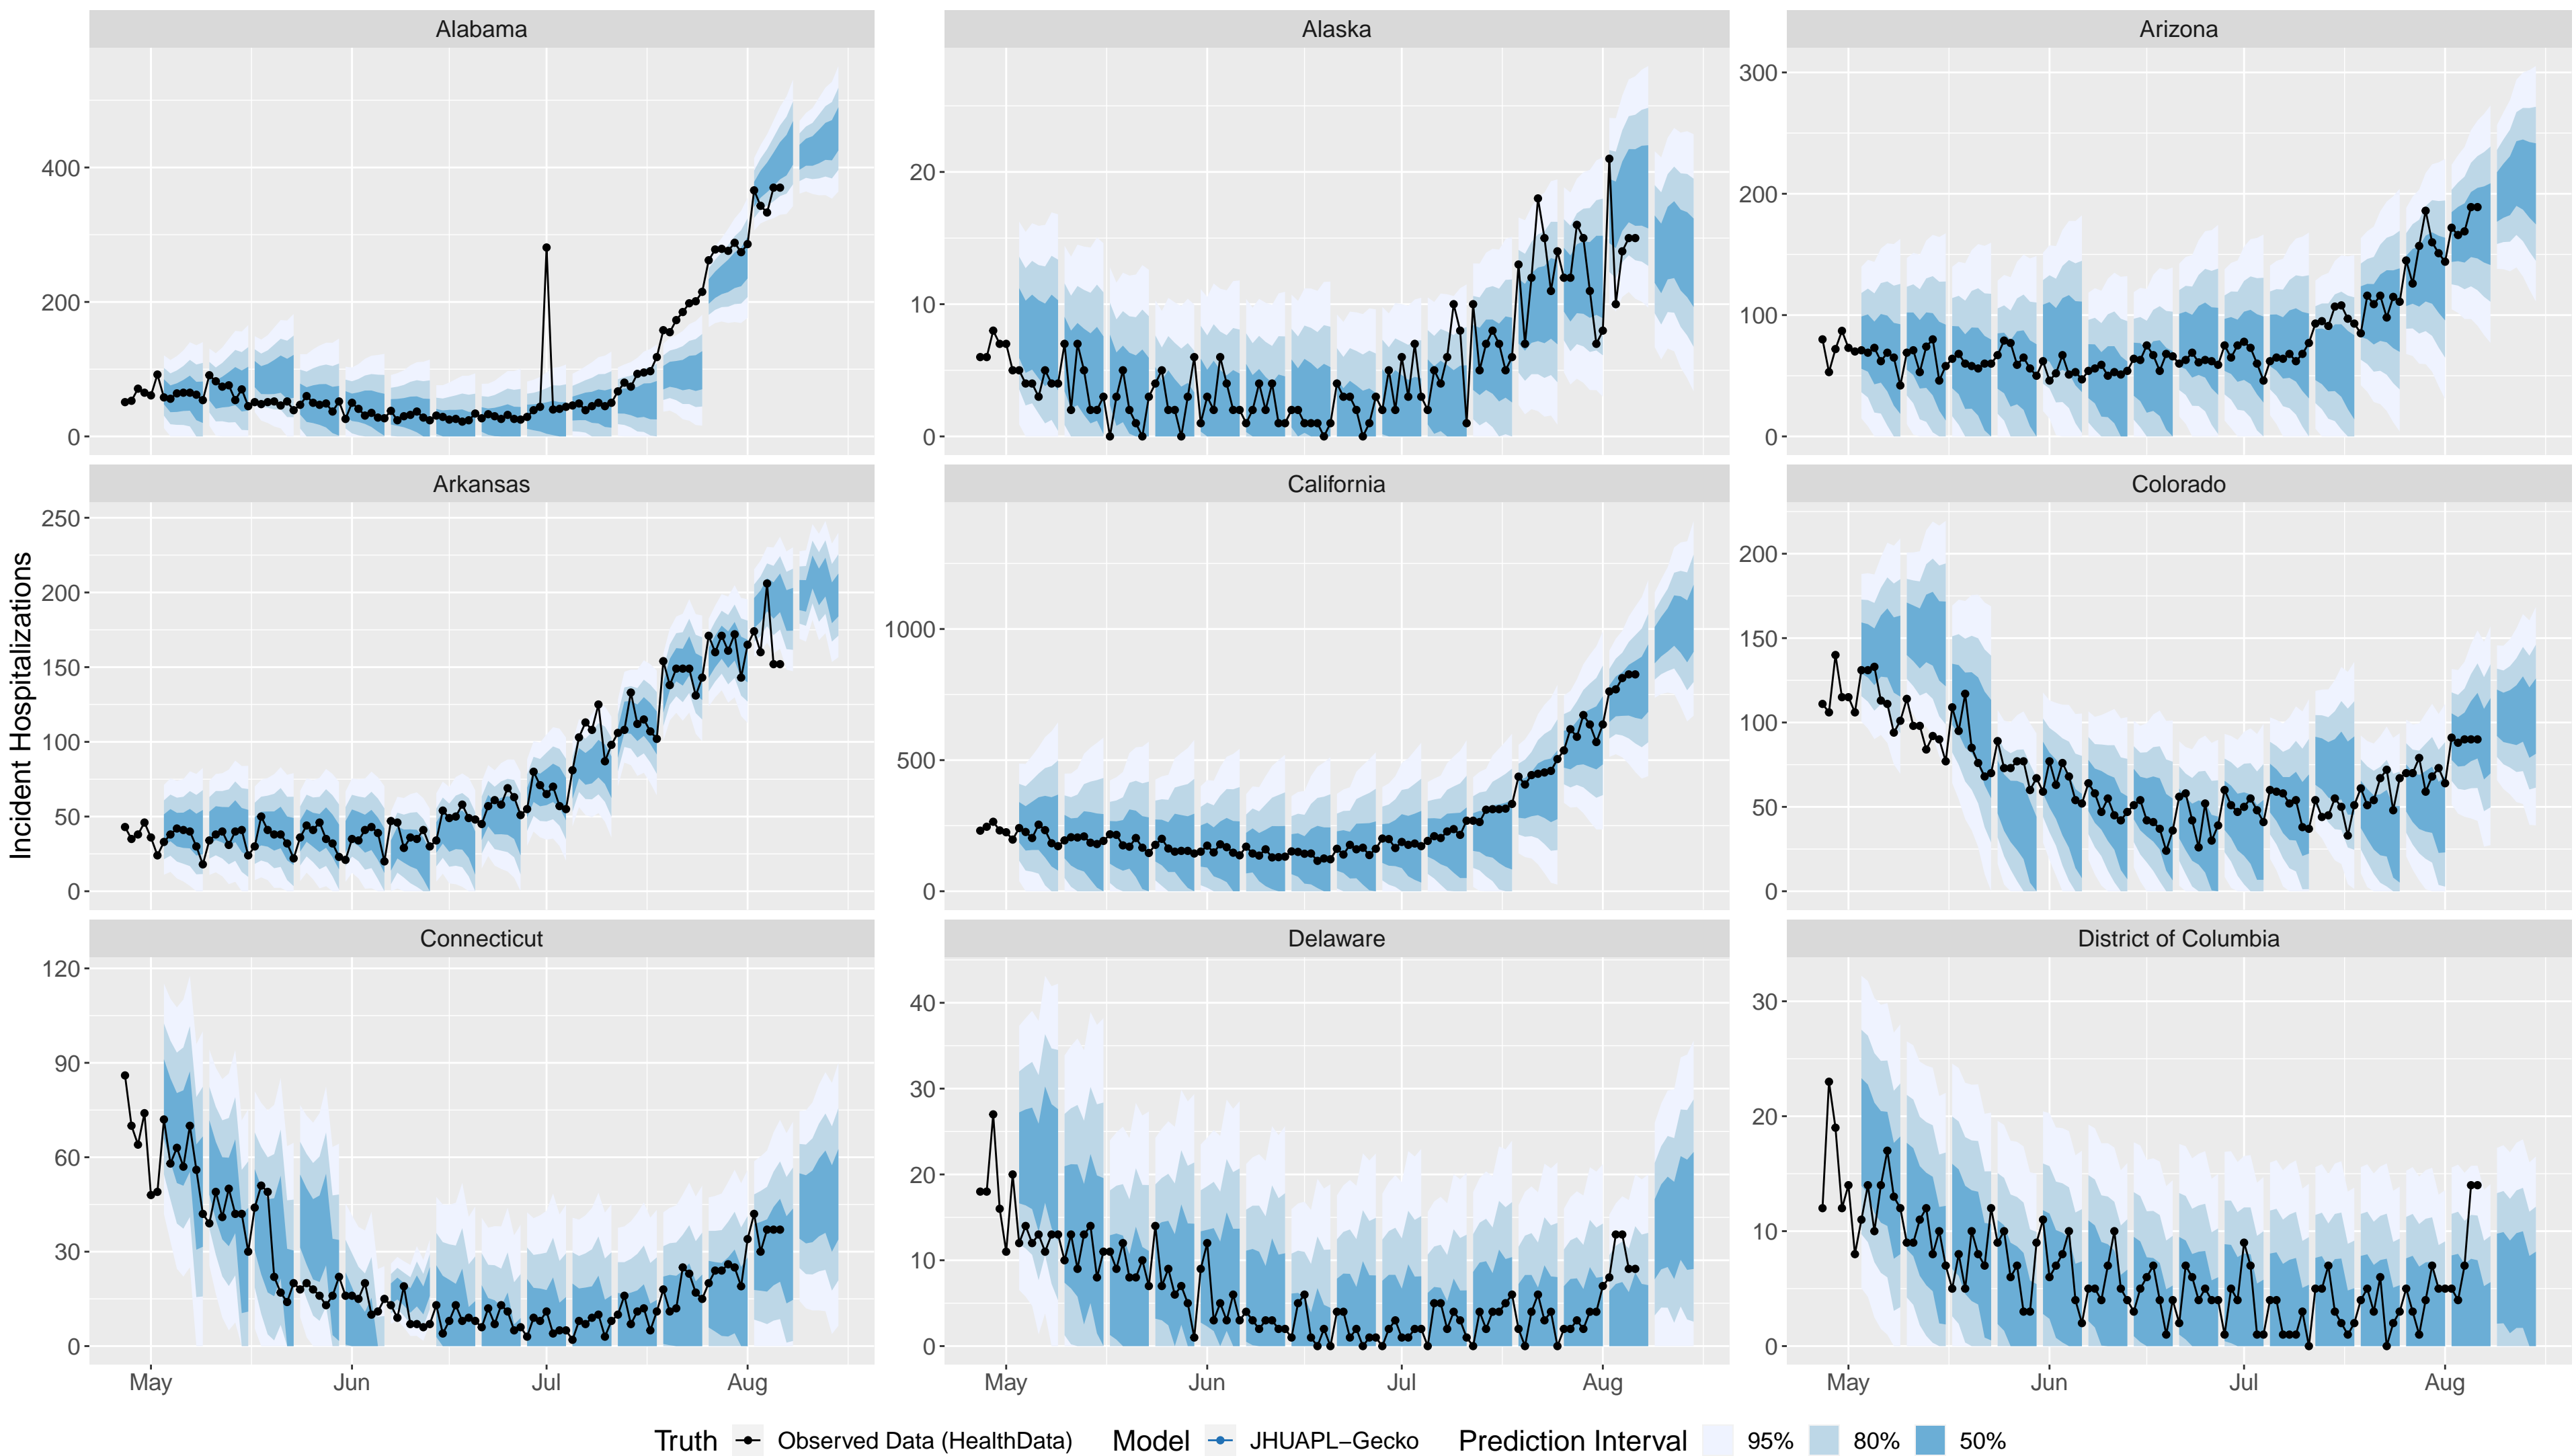 Alabama
Alaska
Arizona
400
200
0
20
10
0
300
200
100
0
Arkansas
California
Colorado
250
200
150
100
50
0
1000
500
0
200
150
100
50
0
Incident Hospitalizations
Connecticut
Delaware
District of Columbia
120
90
60
30
0
40
30
20
10
0
30
20
10
0
May Jun Jul Aug
May Jun Jul Aug
May Jun Jul Aug
Truth Observed Data (HealthData) Model JHUAPL−Gecko Prediction Interval 95% 80% 50%